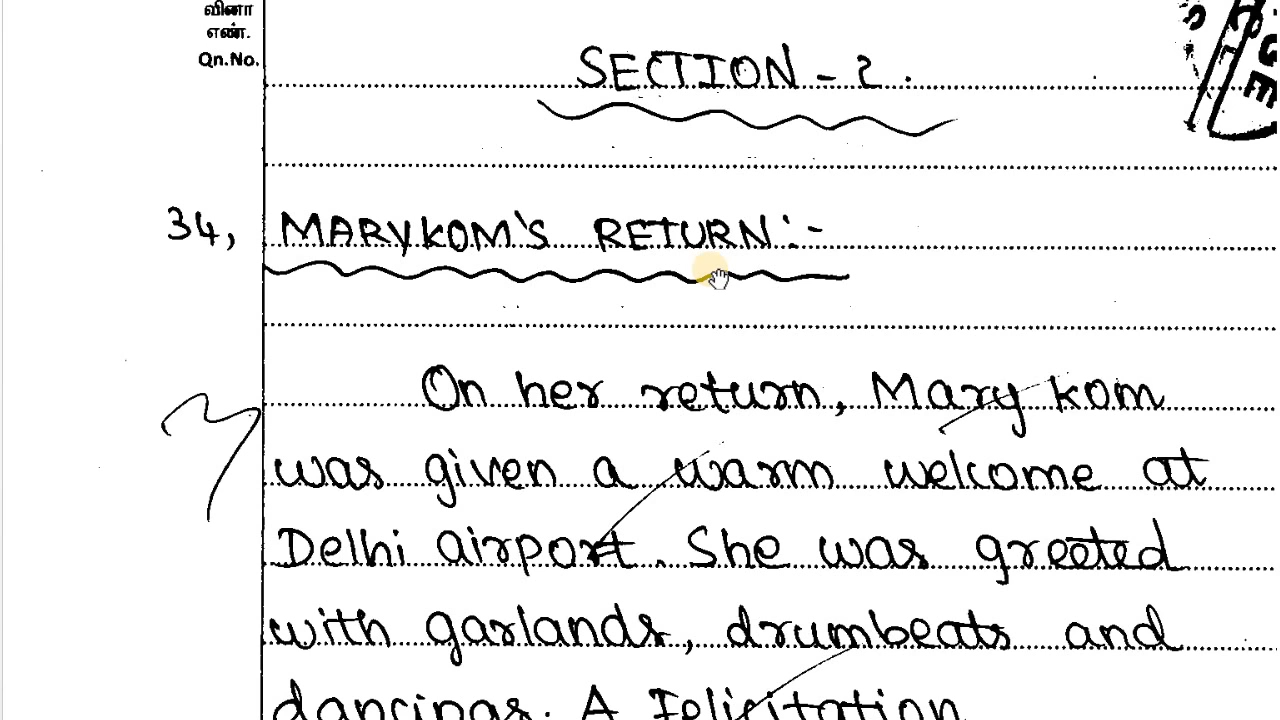 வினா
எண்.
Qn.No.
SECTION - 2.
34, MARYKOM'S RETURN:-
On her return, Mary kom
was given a warm welcome at
Delhi airport. She was greeted
with garlands, drumbeats and
dancings. A Felicitation